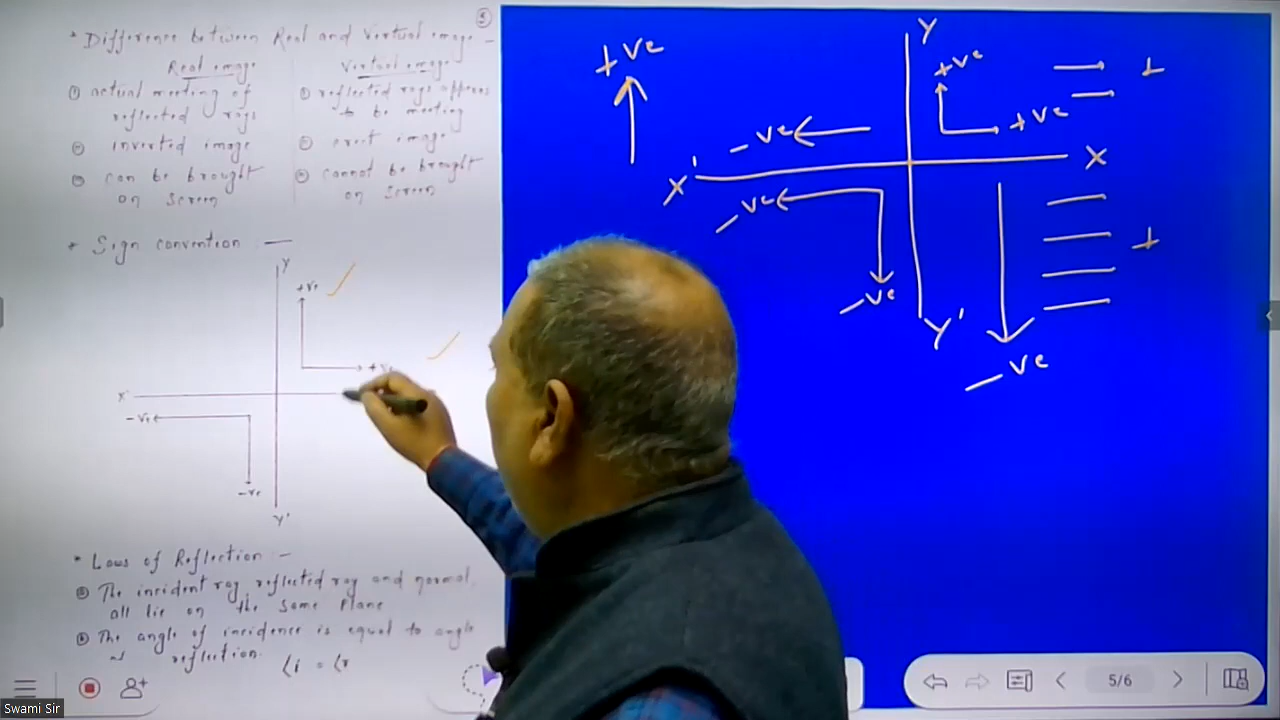 5
* Difference between Real and Virtual image -
Real image
Virtual image
① actual meeting of
reflected rays
① reflected rays appears
to be meeting
inverted image
erect image
can be brought
on screen
cannot be brought
on screen
* Sign convention :—
Y
+ve
+ve
X'
-ve
-ve
Y'
* Laws of Reflection :-
The incident ray, reflected ray and normal,
all lie on the same plane
The angle of incidence is equal to angle
reflection.
∠i = ∠r
+ve
Y
+ve
+ve
-ve
X'
X
-ve
-ve
Y'
-ve
+
+
5/6
Swami Sir